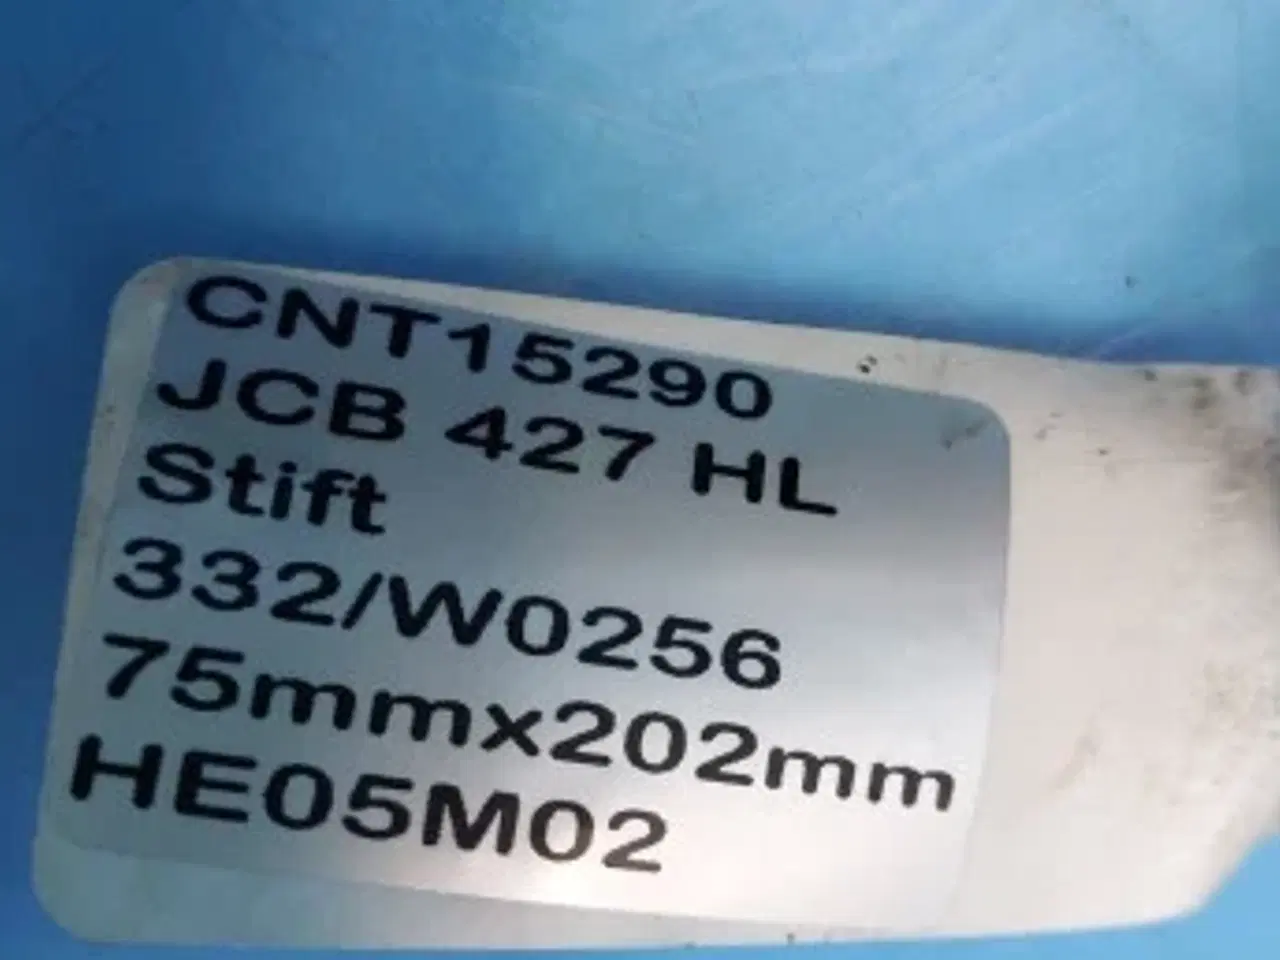 CNT15290
JCB 427 HL
Stift
332/W0256
75mmx202mm
HE05M02